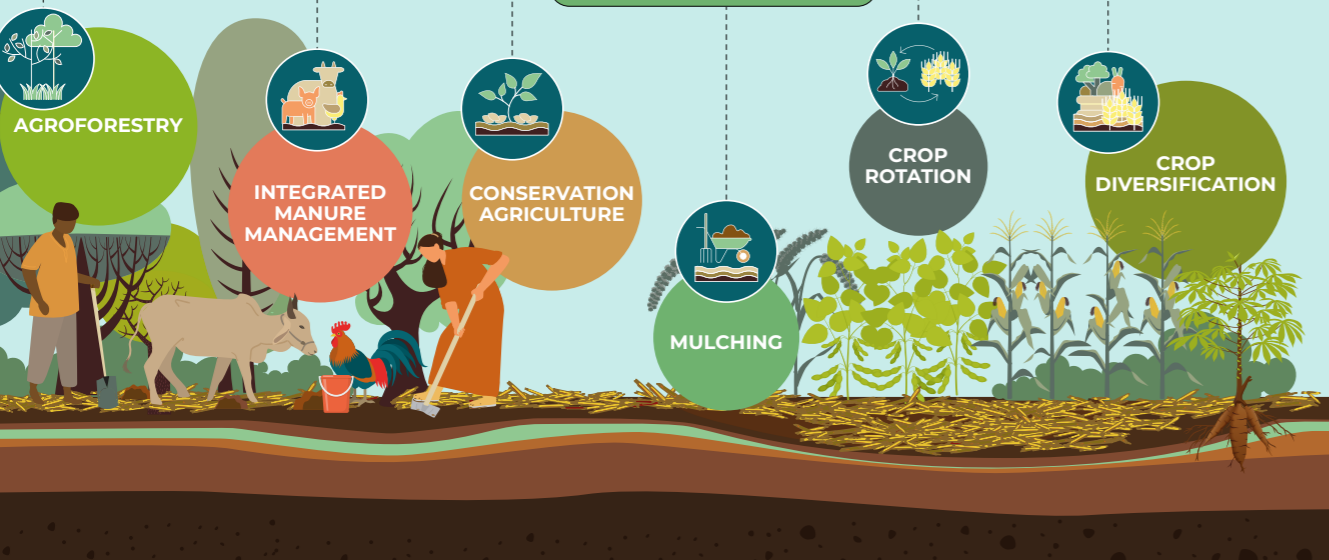 AGROFORESTRY
INTEGRATED
MANURE
MANAGEMENT
CONSERVATION
AGRICULTURE
MULCHING
CROP
ROTATION
CROP
DIVERSIFICATION